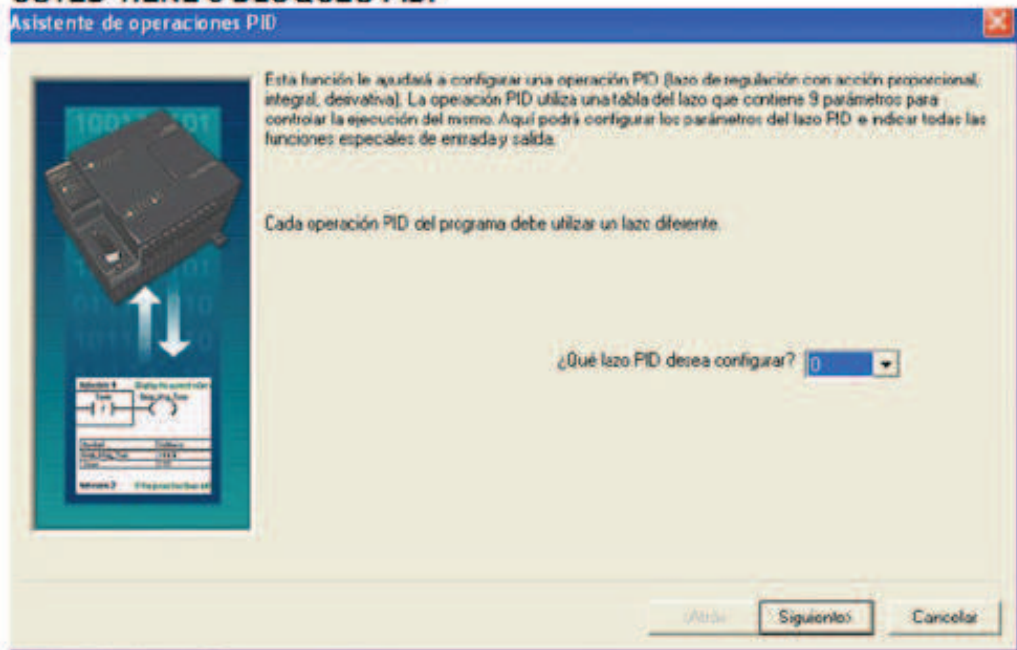 Asistente de operaciones PID
Esta función le ayudará a configurar una operación PID (lazo de regulación con acción proporcional,
integral, derivativa). La operación PID utiliza una tabla del lazo que contiene 9 parámetros para
controlar la ejecución del mismo. Aquí podrá configurar los parámetros del lazo PID e indicar todas las
funciones especiales de entrada y salida.
Cada operación PID del programa debe utilizar un lazo diferente.
¿Qué lazo PID desea configurar? 0
<Atrás Siguiente> Cancelar